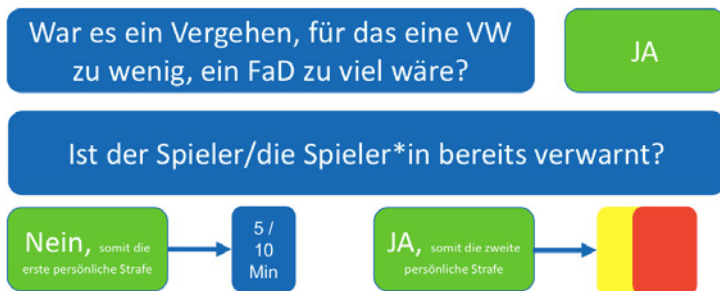 War es ein Vergehen, für das eine VW
zu wenig, ein FaD zu viel wäre?
JA
Ist der Spieler/die Spieler*in bereits verwarnt?
Nein, somit die
erste persönliche Strafe
5 /
10
Min
JA, somit die zweite
persönliche Strafe